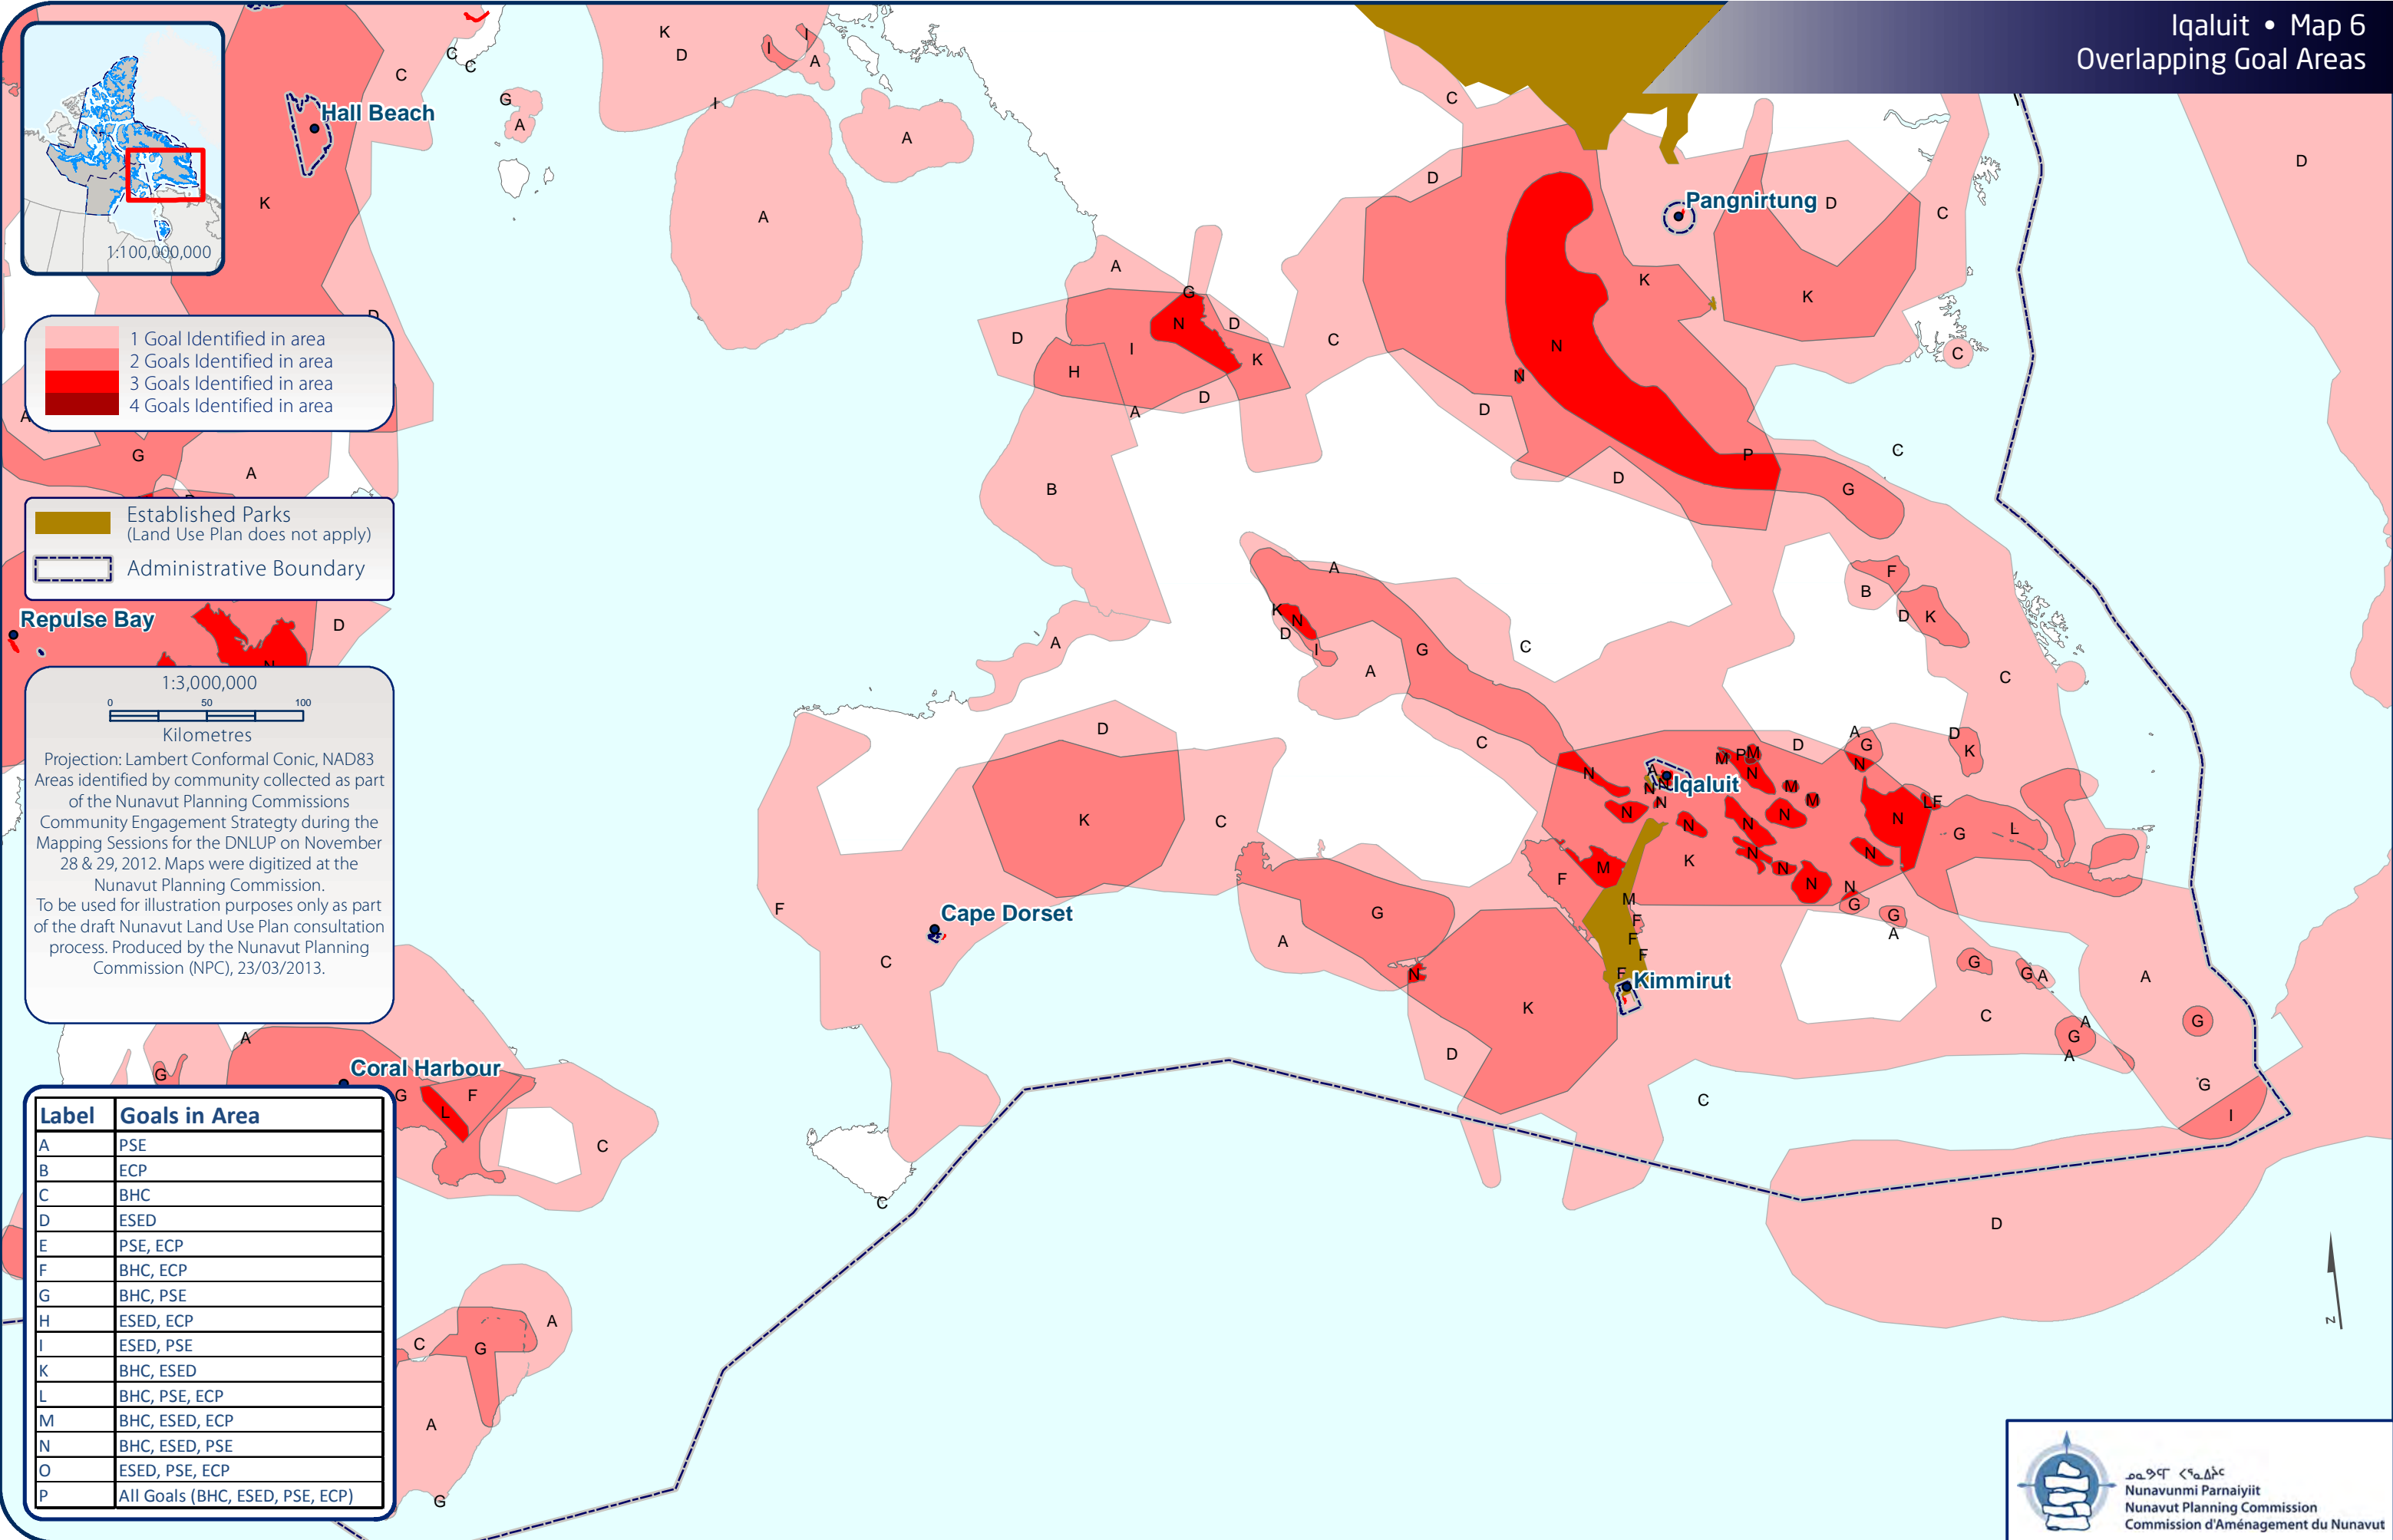 Iqaluit • Map 6
Overlapping Goal Areas
1:100,000,000
Hall Beach
Pangnirtung
1 Goal Identified in area
2 Goals Identified in area
3 Goals Identified in area
4 Goals Identified in area
Established Parks
(Land Use Plan does not apply)
Administrative Boundary
Repulse Bay
1:3,000,000
0 50 100
Kilometres
Projection: Lambert Conformal Conic, NAD83
Areas identified by community collected as part
of the Nunavut Planning Commissions
Community Engagement Strategty during the
Mapping Sessions for the DNLUP on November
28 & 29, 2012. Maps were digitized at the
Nunavut Planning Commission.
To be used for illustration purposes only as part
of the draft Nunavut Land Use Plan consultation
process. Produced by the Nunavut Planning
Commission (NPC), 23/03/2013.
Iqaluit
Cape Dorset
Kimmirut
Coral Harbour
Label Goals in Area
A PSE
B ECP
C BHC
D ESED
E PSE, ECP
F BHC, ECP
G BHC, PSE
H ESED, ECP
I ESED, PSE
K BHC, ESED
L BHC, PSE, ECP
M BHC, ESED, ECP
N BHC, ESED, PSE
O ESED, PSE, ECP
P All Goals (BHC, ESED, PSE, ECP)
N
ᓄᓇᕗᒻᒥ ᐸᕐᓇᐃᔩᑦ
Nunavunmi Parnaiyiit
Nunavut Planning Commission
Commission d'Aménagement du Nunavut